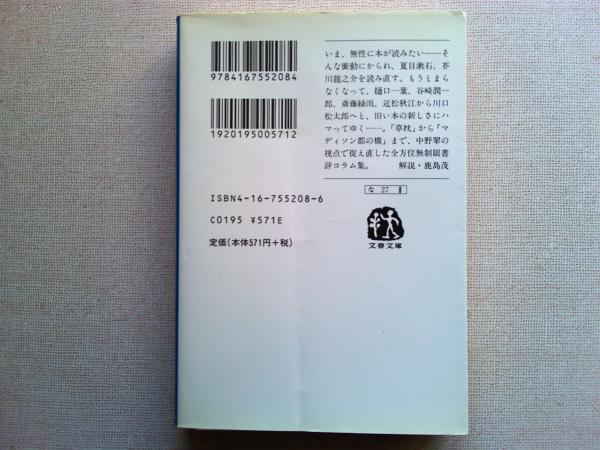 いま、無性に本が読みたい――そ
んな衝動にかられ、夏目漱石、芥
川龍之介を読み直す。もうとまら
なくなって、樋口一葉、谷崎潤一
郎、斎藤緑雨、近松秋江から川口
松太郎へと、旧い本の新しさにハ
マってゆく……。「草枕」から「マ
ディソン郡の橋」まで、中野翠の
視点で捉え直した全方位無制限書
評コラム集。 解説・鹿島茂
9784167552084
1920195005712
ISBN4-16-755208-6
C0195 ¥571E
定価(本体571円+税)
な 27 8
文春文庫